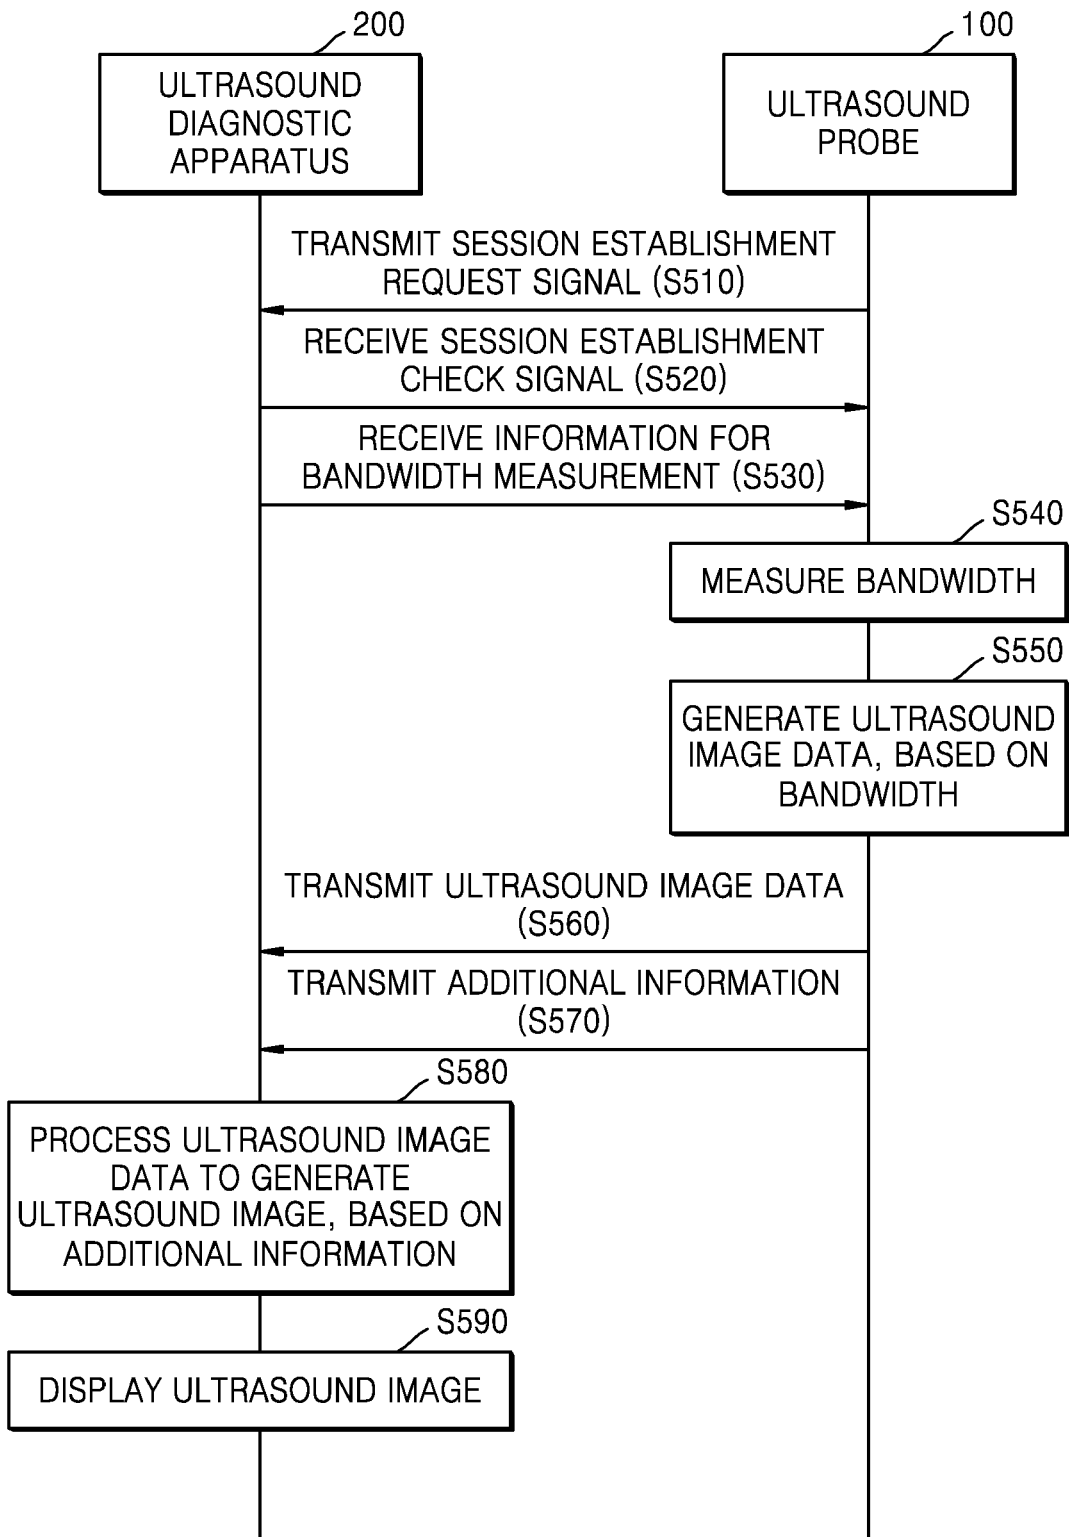 200
100
ULTRASOUND
DIAGNOSTIC
APPARATUS
ULTRASOUND
PROBE
TRANSMIT SESSION ESTABLISHMENT
REQUEST SIGNAL (S510)
RECEIVE SESSION ESTABLISHMENT
CHECK SIGNAL (S520)
RECEIVE INFORMATION FOR
BANDWIDTH MEASUREMENT (S530)
S540
MEASURE BANDWIDTH
S550
GENERATE ULTRASOUND
IMAGE DATA, BASED ON
BANDWIDTH
TRANSMIT ULTRASOUND IMAGE DATA
(S560)
TRANSMIT ADDITIONAL INFORMATION
(S570)
S580
PROCESS ULTRASOUND IMAGE
DATA TO GENERATE
ULTRASOUND IMAGE, BASED ON
ADDITIONAL INFORMATION
S590
DISPLAY ULTRASOUND IMAGE